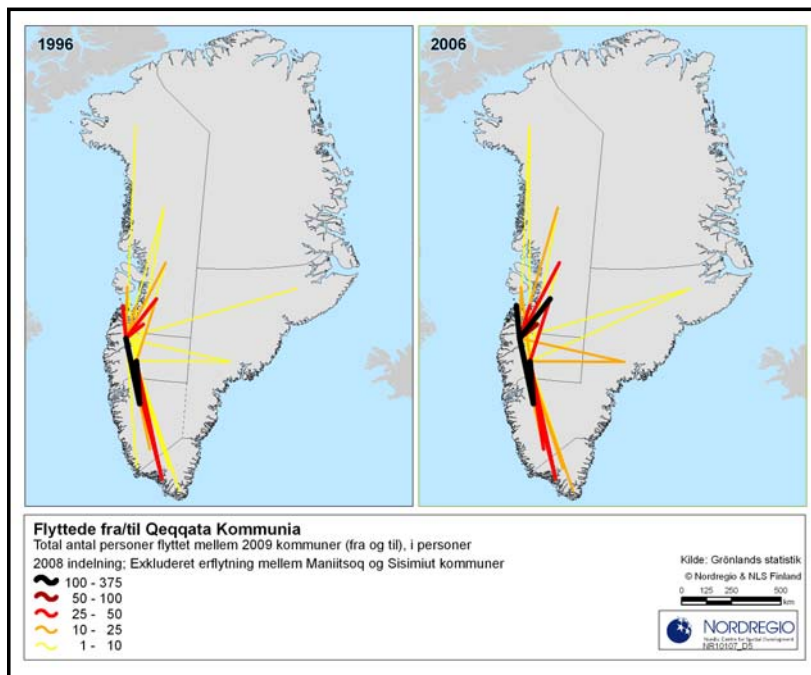 1996
2006
Flyttede fra/til Qeqqata Kommunia
Total antal personer flyttet mellem 2009 kommuner (fra og til), i personer
2008 indelning; Exkluderet erflytning mellem Maniitsoq og Sisimiut kommuner
100 - 375
50 - 100
25 - 50
10 - 25
1 - 10
Kilde: Grönlands statistik
© Nordregio & NLS Finland
0 125 250 500
km
NORDREGIO
Nordic Centre for Spatial Development
NR10107_D5